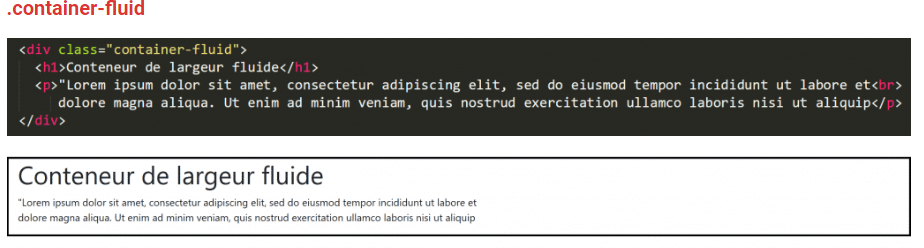 .container-fluid
<div class="container-fluid">
<h1>Conteneur de largeur fluide</h1>
<p>"Lorem ipsum dolor sit amet, consectetur adipiscing elit, sed do eiusmod tempor incididunt ut labore et<br>
dolore magna aliqua. Ut enim ad minim veniam, quis nostrud exercitation ullamco laboris nisi ut aliquip</p>
</div>
Conteneur de largeur fluide
"Lorem ipsum dolor sit amet, consectetur adipiscing elit, sed do eiusmod tempor incididunt ut labore et
dolore magna aliqua. Ut enim ad minim veniam, quis nostrud exercitation ullamco laboris nisi ut aliquip